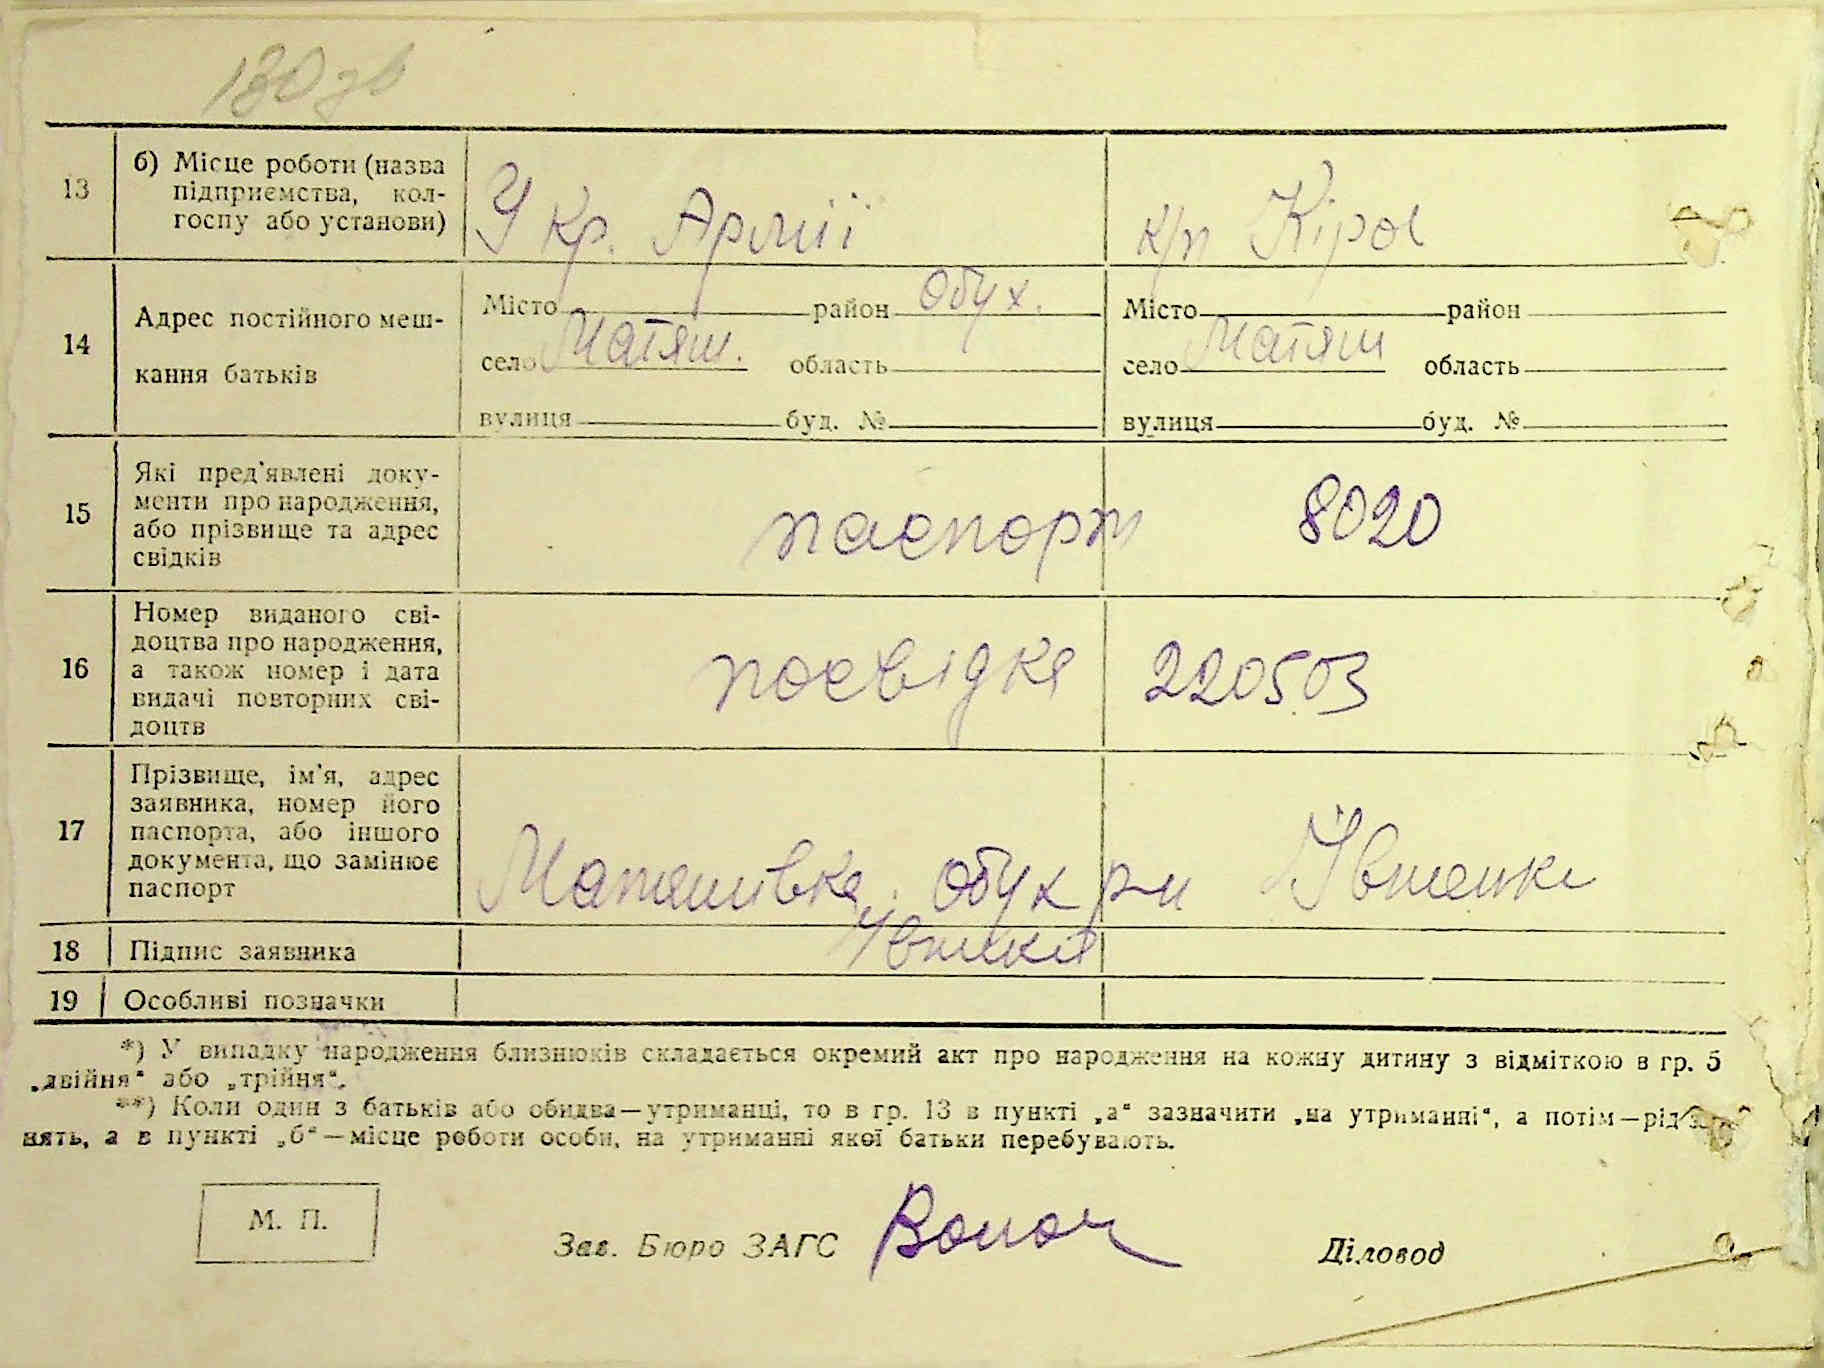 130 зв
13 б) Місце роботи (назва
підприємства, кол-
госпу або установи)
У Кр. Армії
к/п Кіров
14 Адрес постійного меш-
кання батьків
Місто район Обух.
село Матяш. область
вулиця буд. №
Місто район
село Матяш область
вулиця буд. №
15 Які пред'явлені доку-
менти про народження,
або прізвище та адрес
свідків
паспорт 8020
16 Номер виданого сві-
доцтва про народження,
а також номер і дата
видачі повторних сві-
доцтв
посвідка 220503
17 Прізвище, ім'я, адрес
заявника, номер його
паспорта, або іншого
документа, що замінює
паспорт
Матяшівка, Обух р-н
18 Підпис заявника
19 Особливі позначки
*) У випадку народження близнюків складається окремий акт про народження на кожну дитину з відміткою в гр. 5
„двійня“ або „трійня“.
**) Коли один з батьків або обидва—утриманці, то в гр. 13 в пункті „а“ зазначити „на утриманні“, а потім—рід за-
нять, а в пункті „б“—місце роботи особи, на утриманні якої батьки перебувають.
М. П.
Зав. Бюро ЗАГС
Діловод